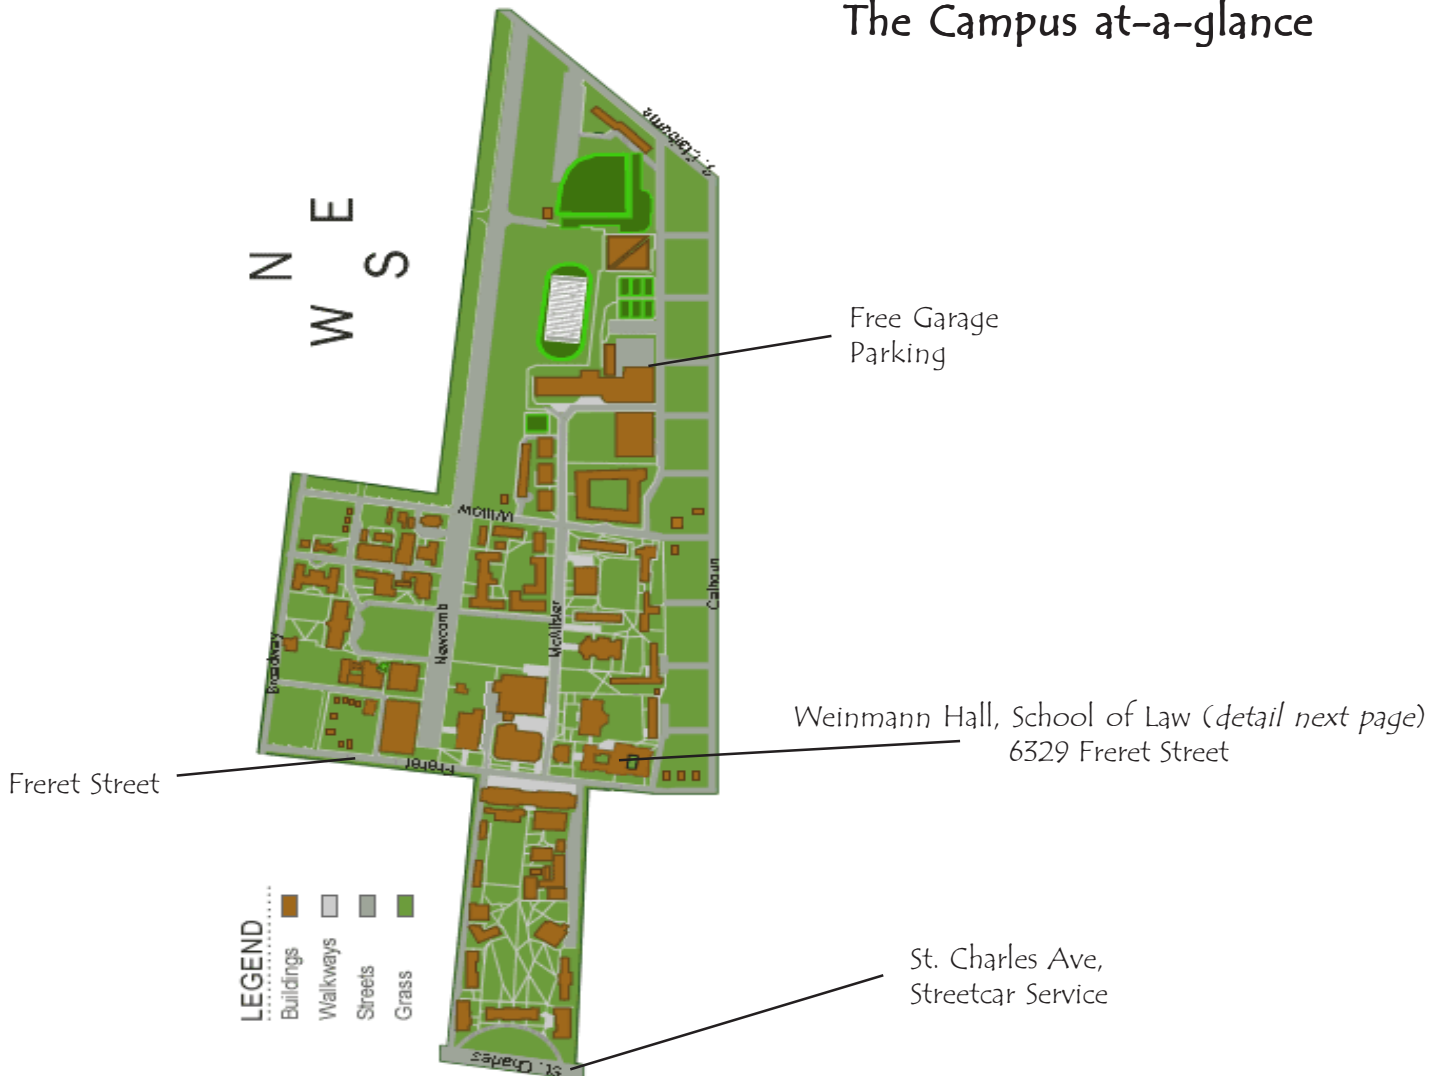 The Campus at-a-glance
S. Claiborne
N
E
S
W
Free Garage
Parking
Willow
Calhoun
McAlister
Newcomb
Broadway
Weinmann Hall, School of Law (detail next page)
6329 Freret Street
Freret
Freret Street
LEGEND
Buildings
Walkways
Streets
Grass
St. Charles Ave,
Streetcar Service
St. Charles